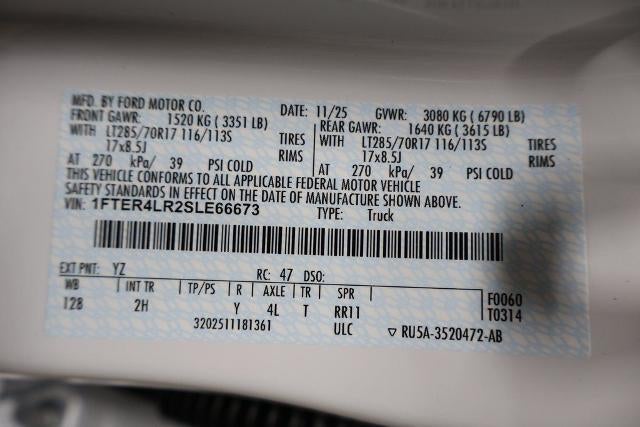 MFD. BY FORD MOTOR CO.
DATE: 11/25 GVWR: 3080 KG ( 6790 LB)
FRONT GAWR: 1520 KG ( 3351 LB)
WITH LT285/70R17 116/113S TIRES
17x8.5J RIMS
AT 270 kPa/ 39 PSI COLD
REAR GAWR: 1640 KG ( 3615 LB)
WITH LT285/70R17 116/113S TIRES
17x8.5J RIMS
AT 270 kPa/ 39 PSI COLD
THIS VEHICLE CONFORMS TO ALL APPLICABLE FEDERAL MOTOR VEHICLE
SAFETY STANDARDS IN EFFECT ON THE DATE OF MANUFACTURE SHOWN ABOVE.
VIN: 1FTER4LR2SLE66673 TYPE: Truck
EXT PNT: YZ RC: 47 DSO:
WB INT TR TP/PS R AXLE TR SPR
128 2H Y 4L T RR11
F0060
T0314
3202511181361 ULC ▽ RU5A-3520472-AB